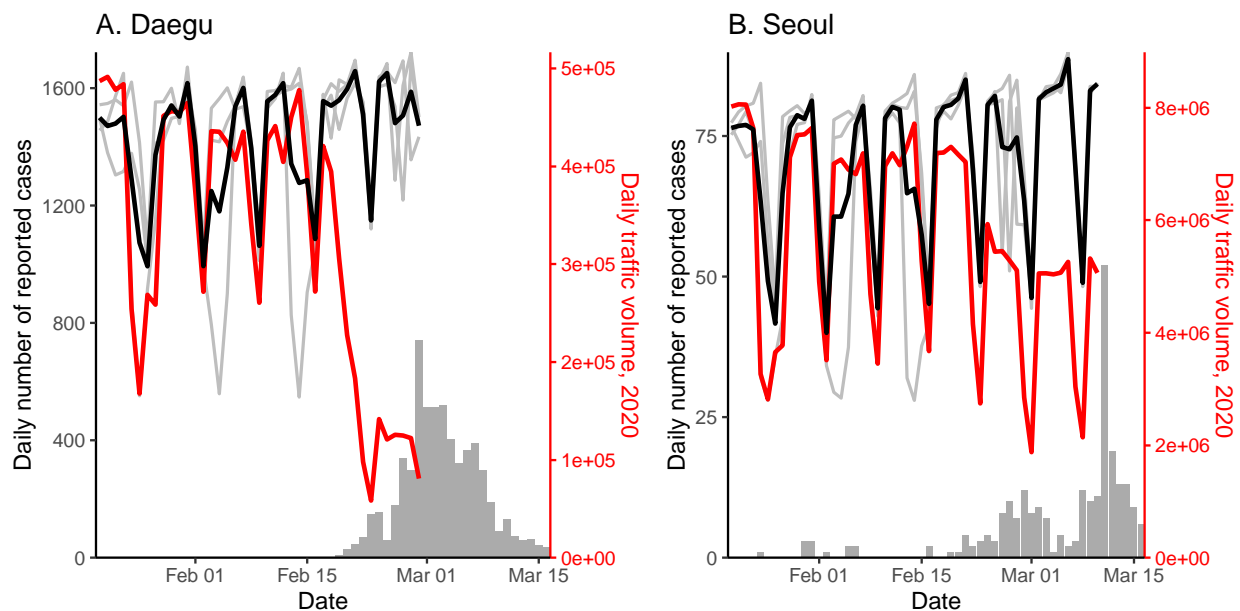 A. Daegu
Daily number of reported cases
1600
1200
800
400
0
5e+05
4e+05
3e+05
2e+05
1e+05
0e+00
Daily traffic volume, 2020
Feb 01
Feb 15
Mar 01
Mar 15
Date
B. Seoul
Daily number of reported cases
75
50
25
0
8e+06
6e+06
4e+06
2e+06
0e+00
Daily traffic volume, 2020
Feb 01
Feb 15
Mar 01
Mar 15
Date